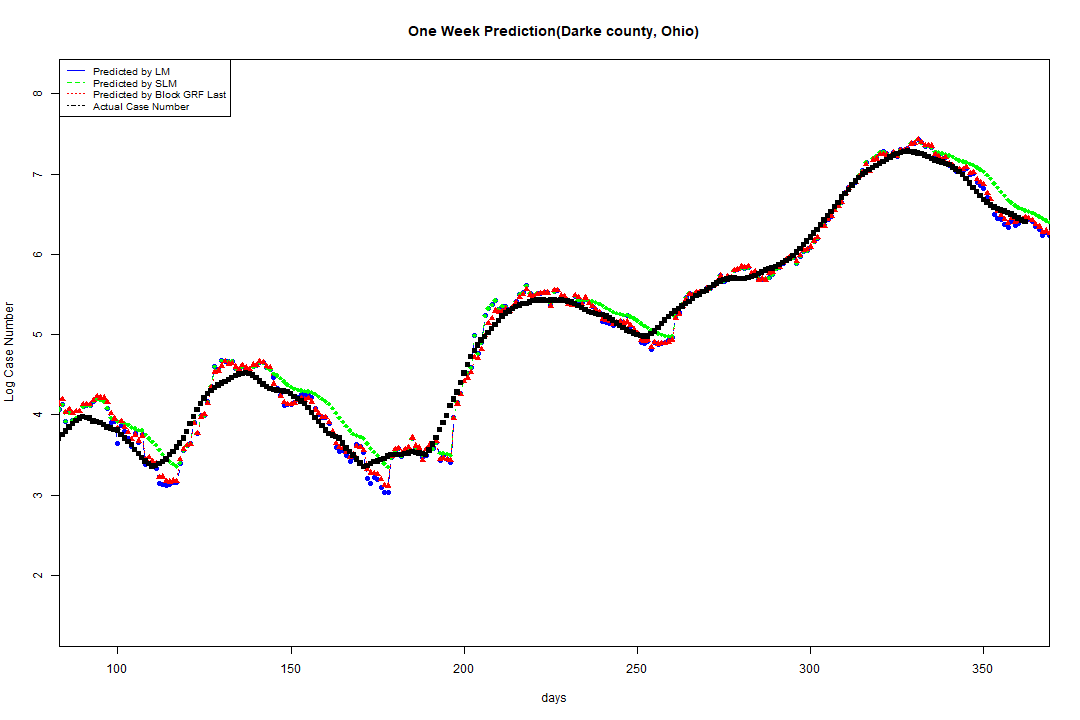 One Week Prediction(Darke county, Ohio)
Predicted by LM
Predicted by SLM
Predicted by Block GRF Last
Actual Case Number
8
7
6
5
4
3
2
Log Case Number
100 150 200 250 300 350
days